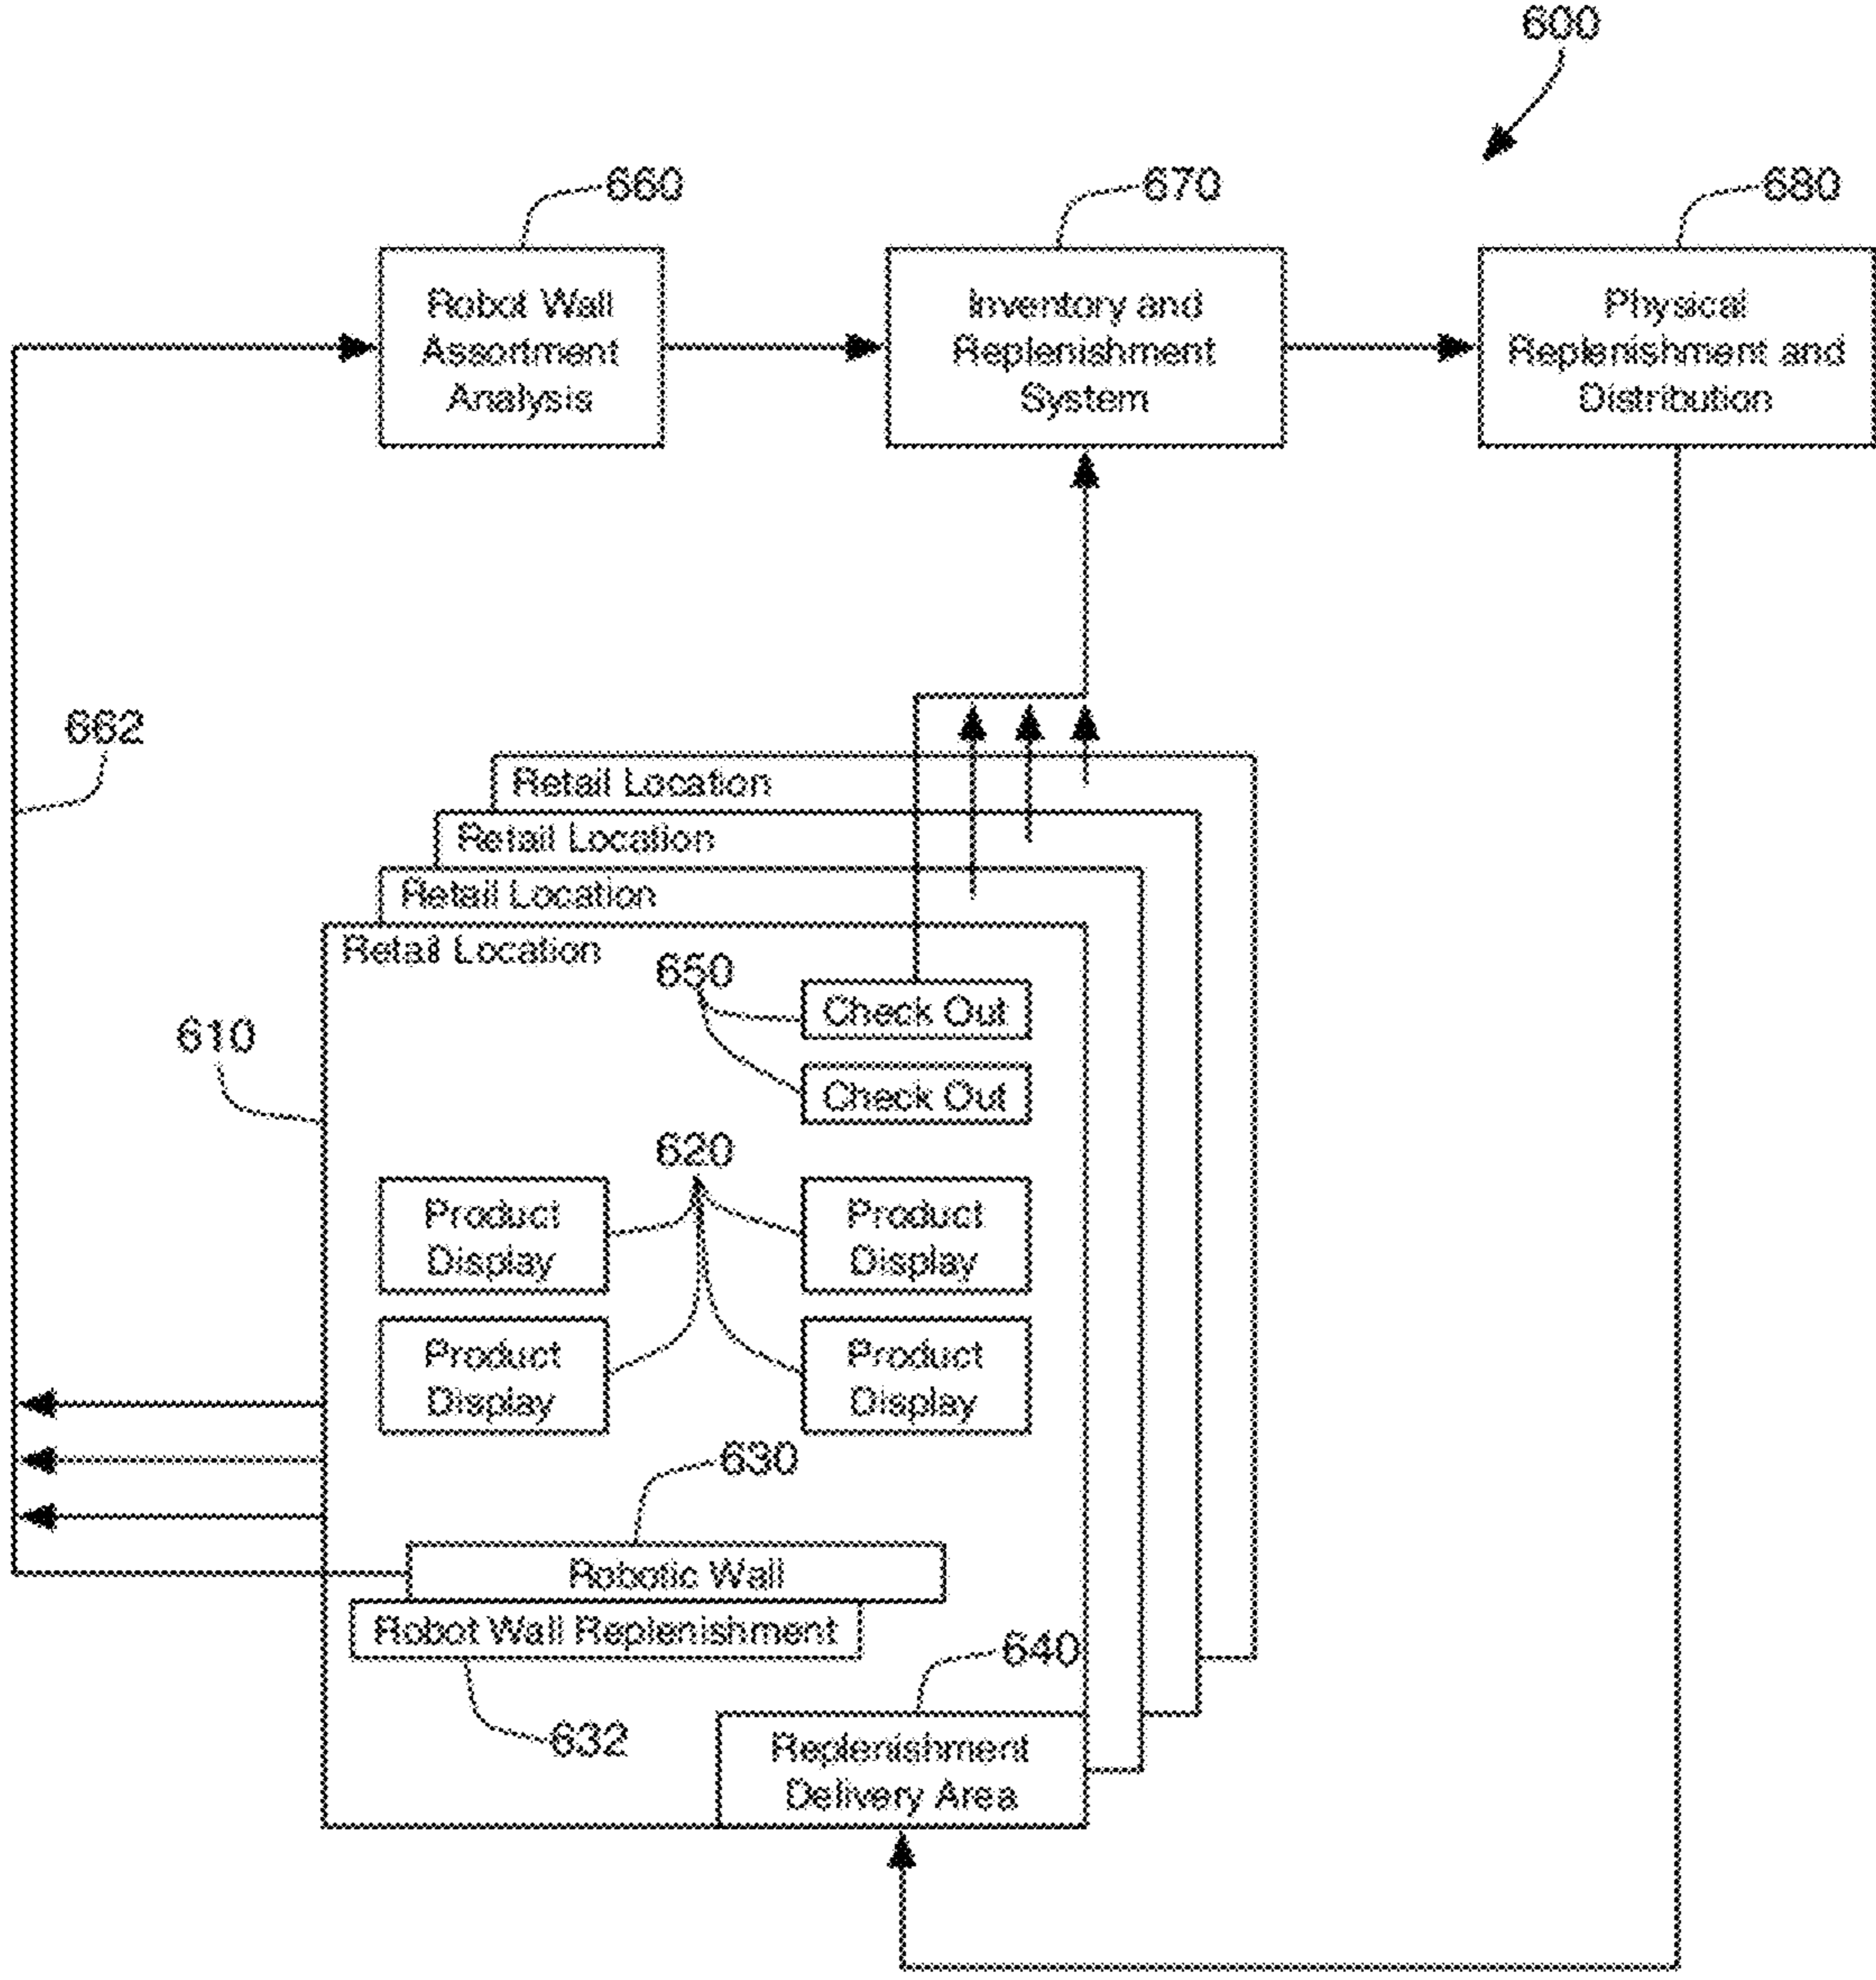 600
660
670
680
Robot Wall
Assortment
Analysis
Inventory and
Replenishment
System
Physical
Replenishment and
Distribution
662
Retail Location
Retail Location
Retail Location
Retail Location
650
Check Out
610
Check Out
620
Product
Display
Product
Display
Product
Display
Product
Display
630
Robotic Wall
Robot Wall Replenishment
640
632
Replenishment
Delivery Area